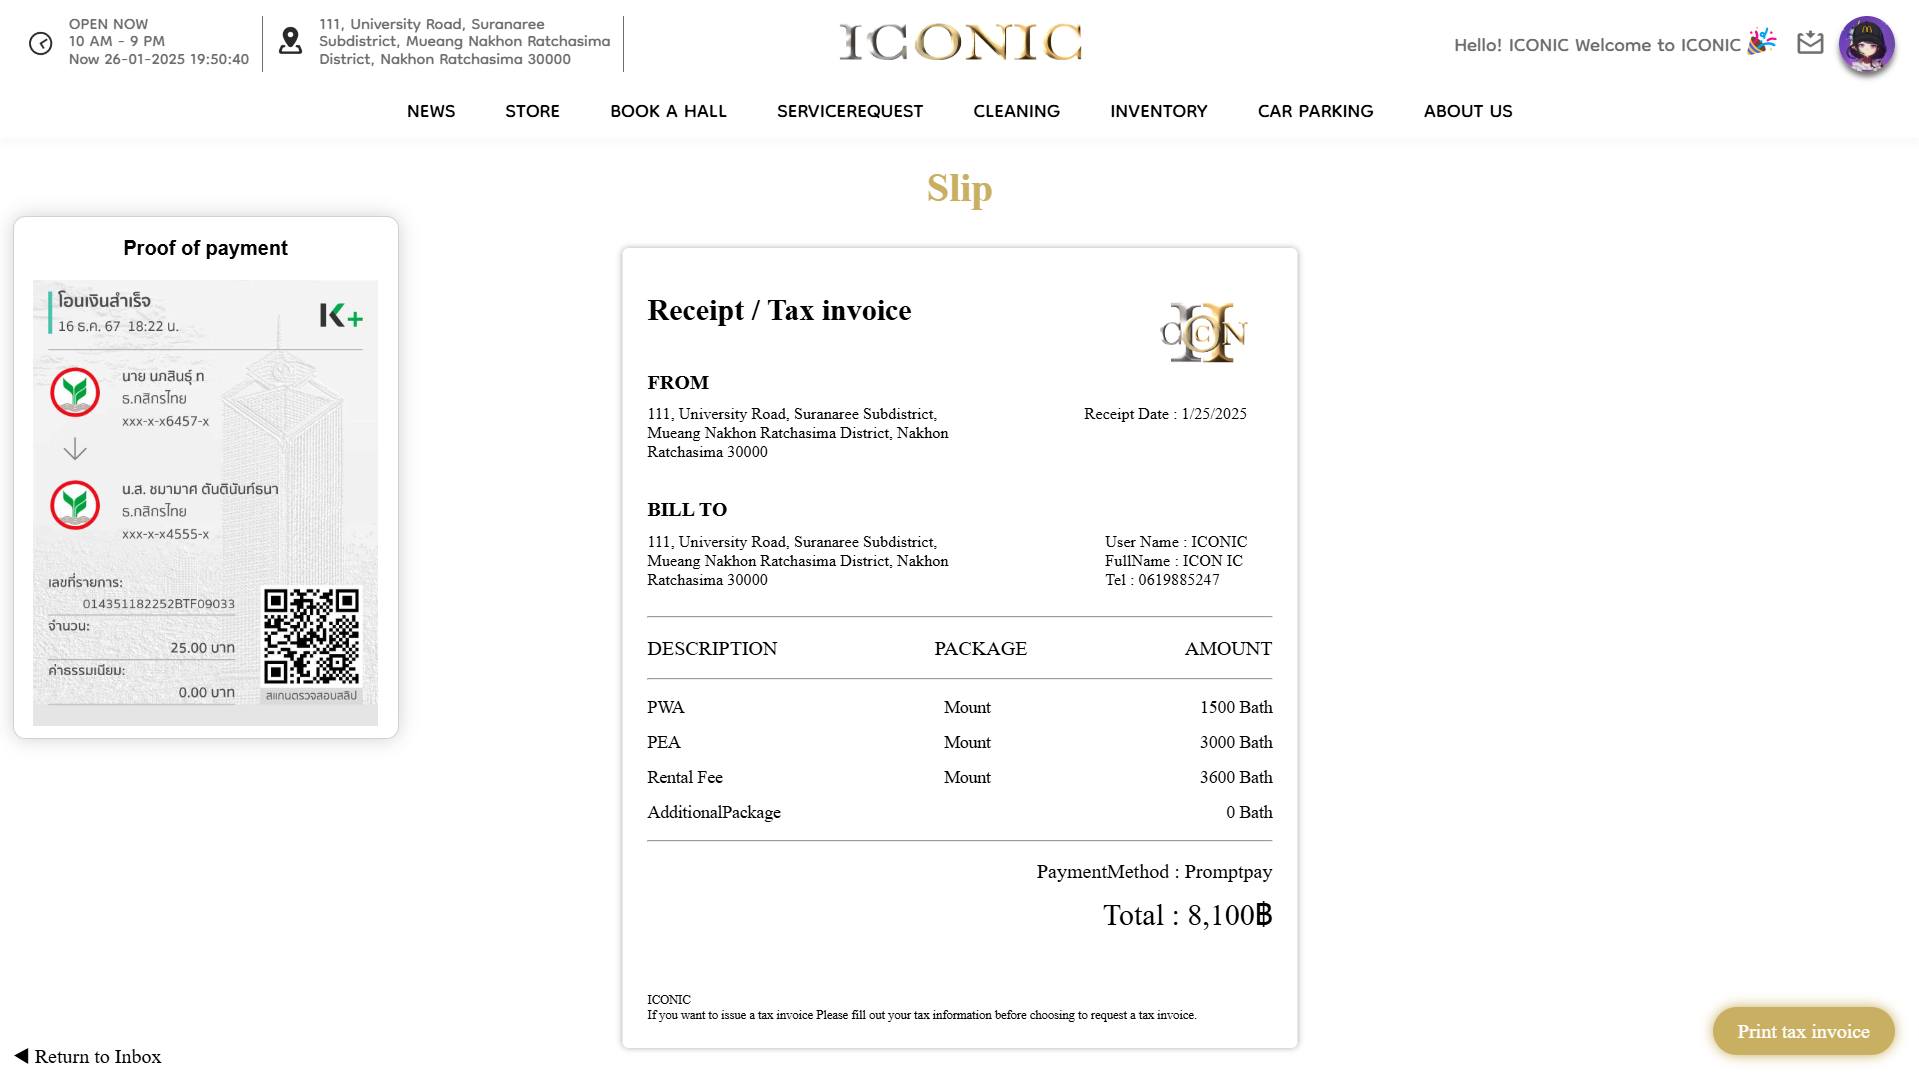 OPEN NOW
10 AM - 9 PM
Now 26-01-2025 19:50:40
111, University Road, Suranaree
Subdistrict, Mueang Nakhon Ratchasima
District, Nakhon Ratchasima 30000
ICONIC
Hello! ICONIC Welcome to ICONIC
NEWS
STORE
BOOK A HALL
SERVICEREQUEST
CLEANING
INVENTORY
CAR PARKING
ABOUT US
Slip
Proof of payment
โอนเงินสำเร็จ
16 ธ.ค. 67 18:22 น.
K+
นาย นภสินธุ์ ท
ธ.กสิกรไทย
xxx-x-x6457-x
น.ส. ชมามาศ ตันตินันท์ธนา
ธ.กสิกรไทย
xxx-x-x4555-x
เลขที่รายการ:
014351182252BTF09033
จำนวน:
25.00 บาท
ค่าธรรมเนียม:
0.00 บาท
สแกนตรวจสอบสลิป
Receipt / Tax invoice
ICCON
FROM
111, University Road, Suranaree Subdistrict,
Mueang Nakhon Ratchasima District, Nakhon
Ratchasima 30000
Receipt Date : 1/25/2025
BILL TO
111, University Road, Suranaree Subdistrict,
Mueang Nakhon Ratchasima District, Nakhon
Ratchasima 30000
User Name : ICONIC
FullName : ICON IC
Tel : 0619885247
DESCRIPTION PACKAGE AMOUNT
PWA Mount 1500 Bath
PEA Mount 3000 Bath
Rental Fee Mount 3600 Bath
AdditionalPackage 0 Bath
PaymentMethod : Promptpay
Total : 8,100฿
ICONIC
If you want to issue a tax invoice Please fill out your tax information before choosing to request a tax invoice.
Return to Inbox
Print tax invoice